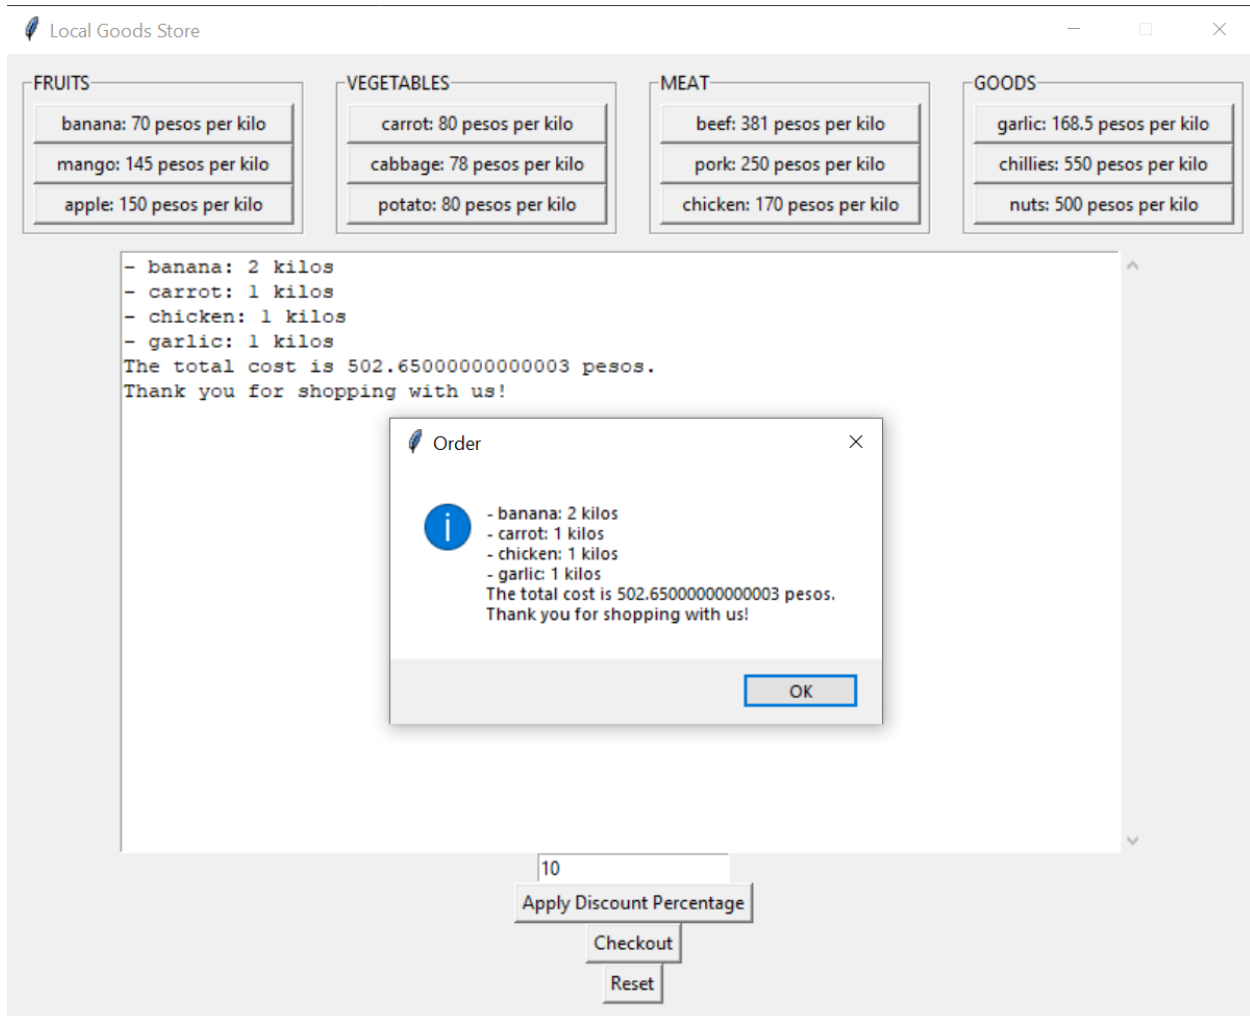 Local Goods Store
FRUITS
banana: 70 pesos per kilo
mango: 145 pesos per kilo
apple: 150 pesos per kilo
VEGETABLES
carrot: 80 pesos per kilo
cabbage: 78 pesos per kilo
potato: 80 pesos per kilo
MEAT
beef: 381 pesos per kilo
pork: 250 pesos per kilo
chicken: 170 pesos per kilo
GOODS
garlic: 168.5 pesos per kilo
chillies: 550 pesos per kilo
nuts: 500 pesos per kilo
- banana: 2 kilos
- carrot: 1 kilos
- chicken: 1 kilos
- garlic: 1 kilos
The total cost is 502.65000000000003 pesos.
Thank you for shopping with us!
Order
- banana: 2 kilos
- carrot: 1 kilos
- chicken: 1 kilos
- garlic: 1 kilos
The total cost is 502.65000000000003 pesos.
Thank you for shopping with us!
OK
10
Apply Discount Percentage
Checkout
Reset